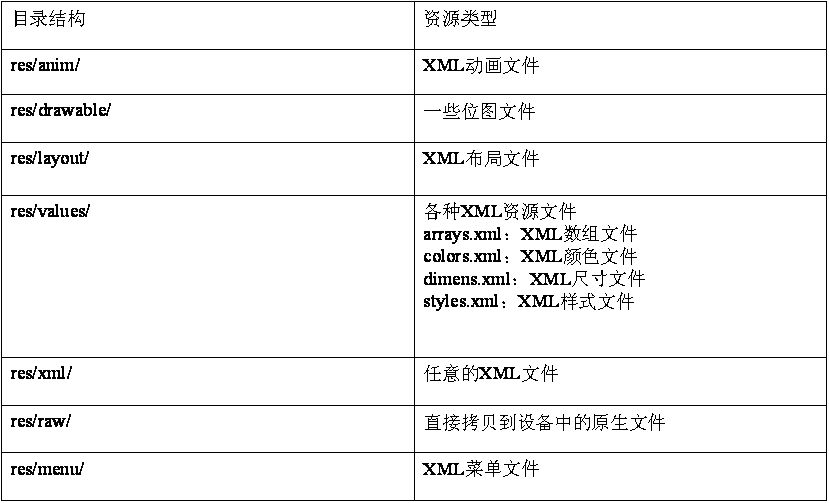 目录结构
资源类型
res/anim/
XML动画文件
res/drawable/
一些位图文件
res/layout/
XML布局文件
res/values/
各种XML资源文件
arrays.xml：XML数组文件
colors.xml：XML颜色文件
dimens.xml：XML尺寸文件
styles.xml：XML样式文件
res/xml/
任意的XML文件
res/raw/
直接拷贝到设备中的原生文件
res/menu/
XML菜单文件